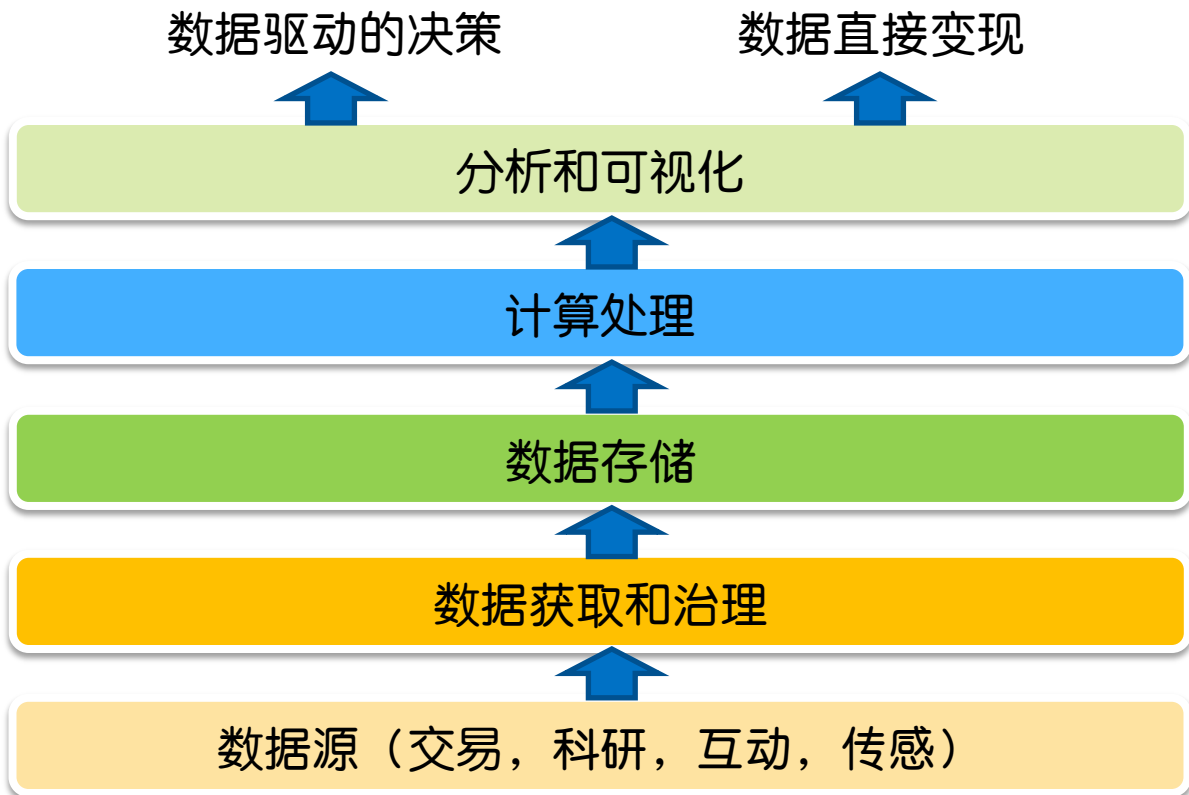 数据驱动的决策
数据直接变现
分析和可视化
计算处理
数据存储
数据获取和治理
数据源（交易，科研，互动，传感）